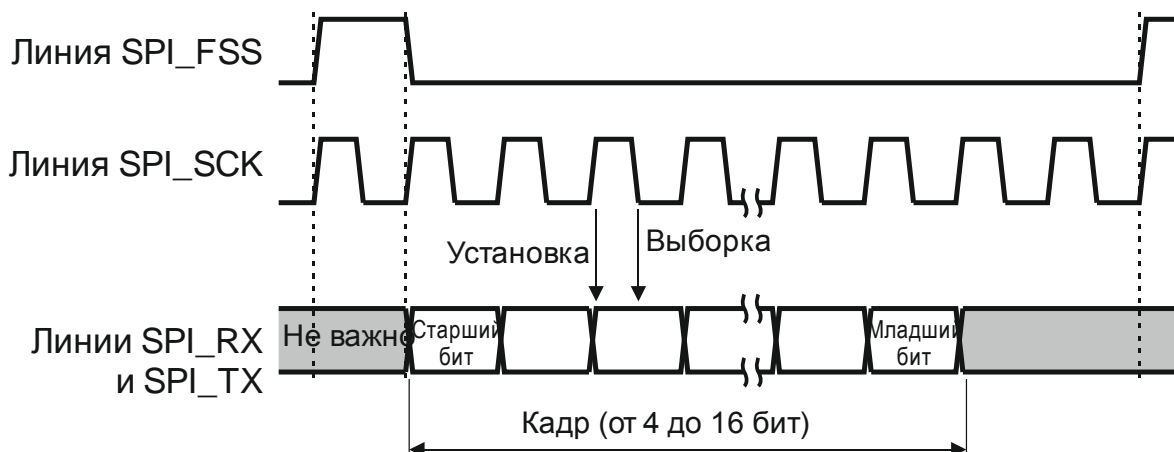 Линия SPI_FSS
Линия SPI_SCK
Установка
Выборка
Линии SPI_RX
и SPI_TX
Не важно
Старший
бит
Младший
бит
Кадр (от 4 до 16 бит)